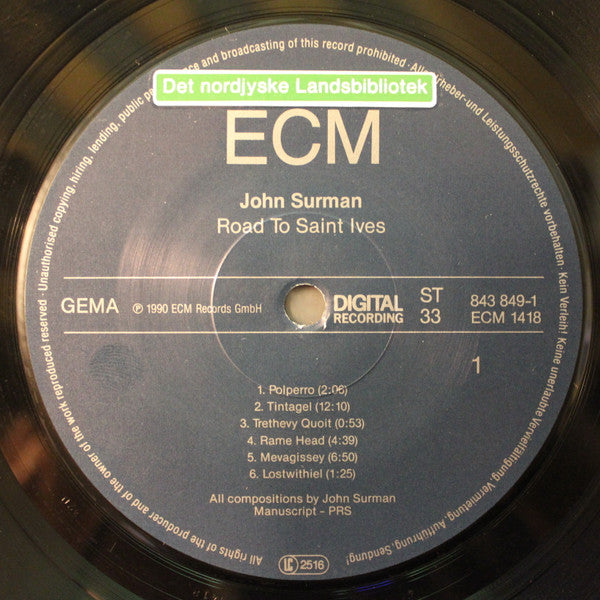 Det nordjyske Landsbibliotek
ECM
John Surman
Road To Saint Ives
GEMA
℗ 1990 ECM Records GmbH
DIGITAL
RECORDING
ST
33
843 849-1
ECM 1418
1
1. Polperro (2:06)
2. Tintagel (12:10)
3. Trethevy Quoit (0:53)
4. Rame Head (4:39)
5. Mevagissey (6:50)
6. Lostwithiel (1:25)
All compositions by John Surman
Manuscript - PRS
LC 2516
All rights of the producer and of the owner of the work reproduced reserved · Unauthorised copying, hiring, lending, public and broadcasting of this record prohibited · und Leistungsschutzrechte vorbehalten · Kein Verleih! Keine unerlaubte Vervielfältigung, Vermietung, Aufführung, Sendung!